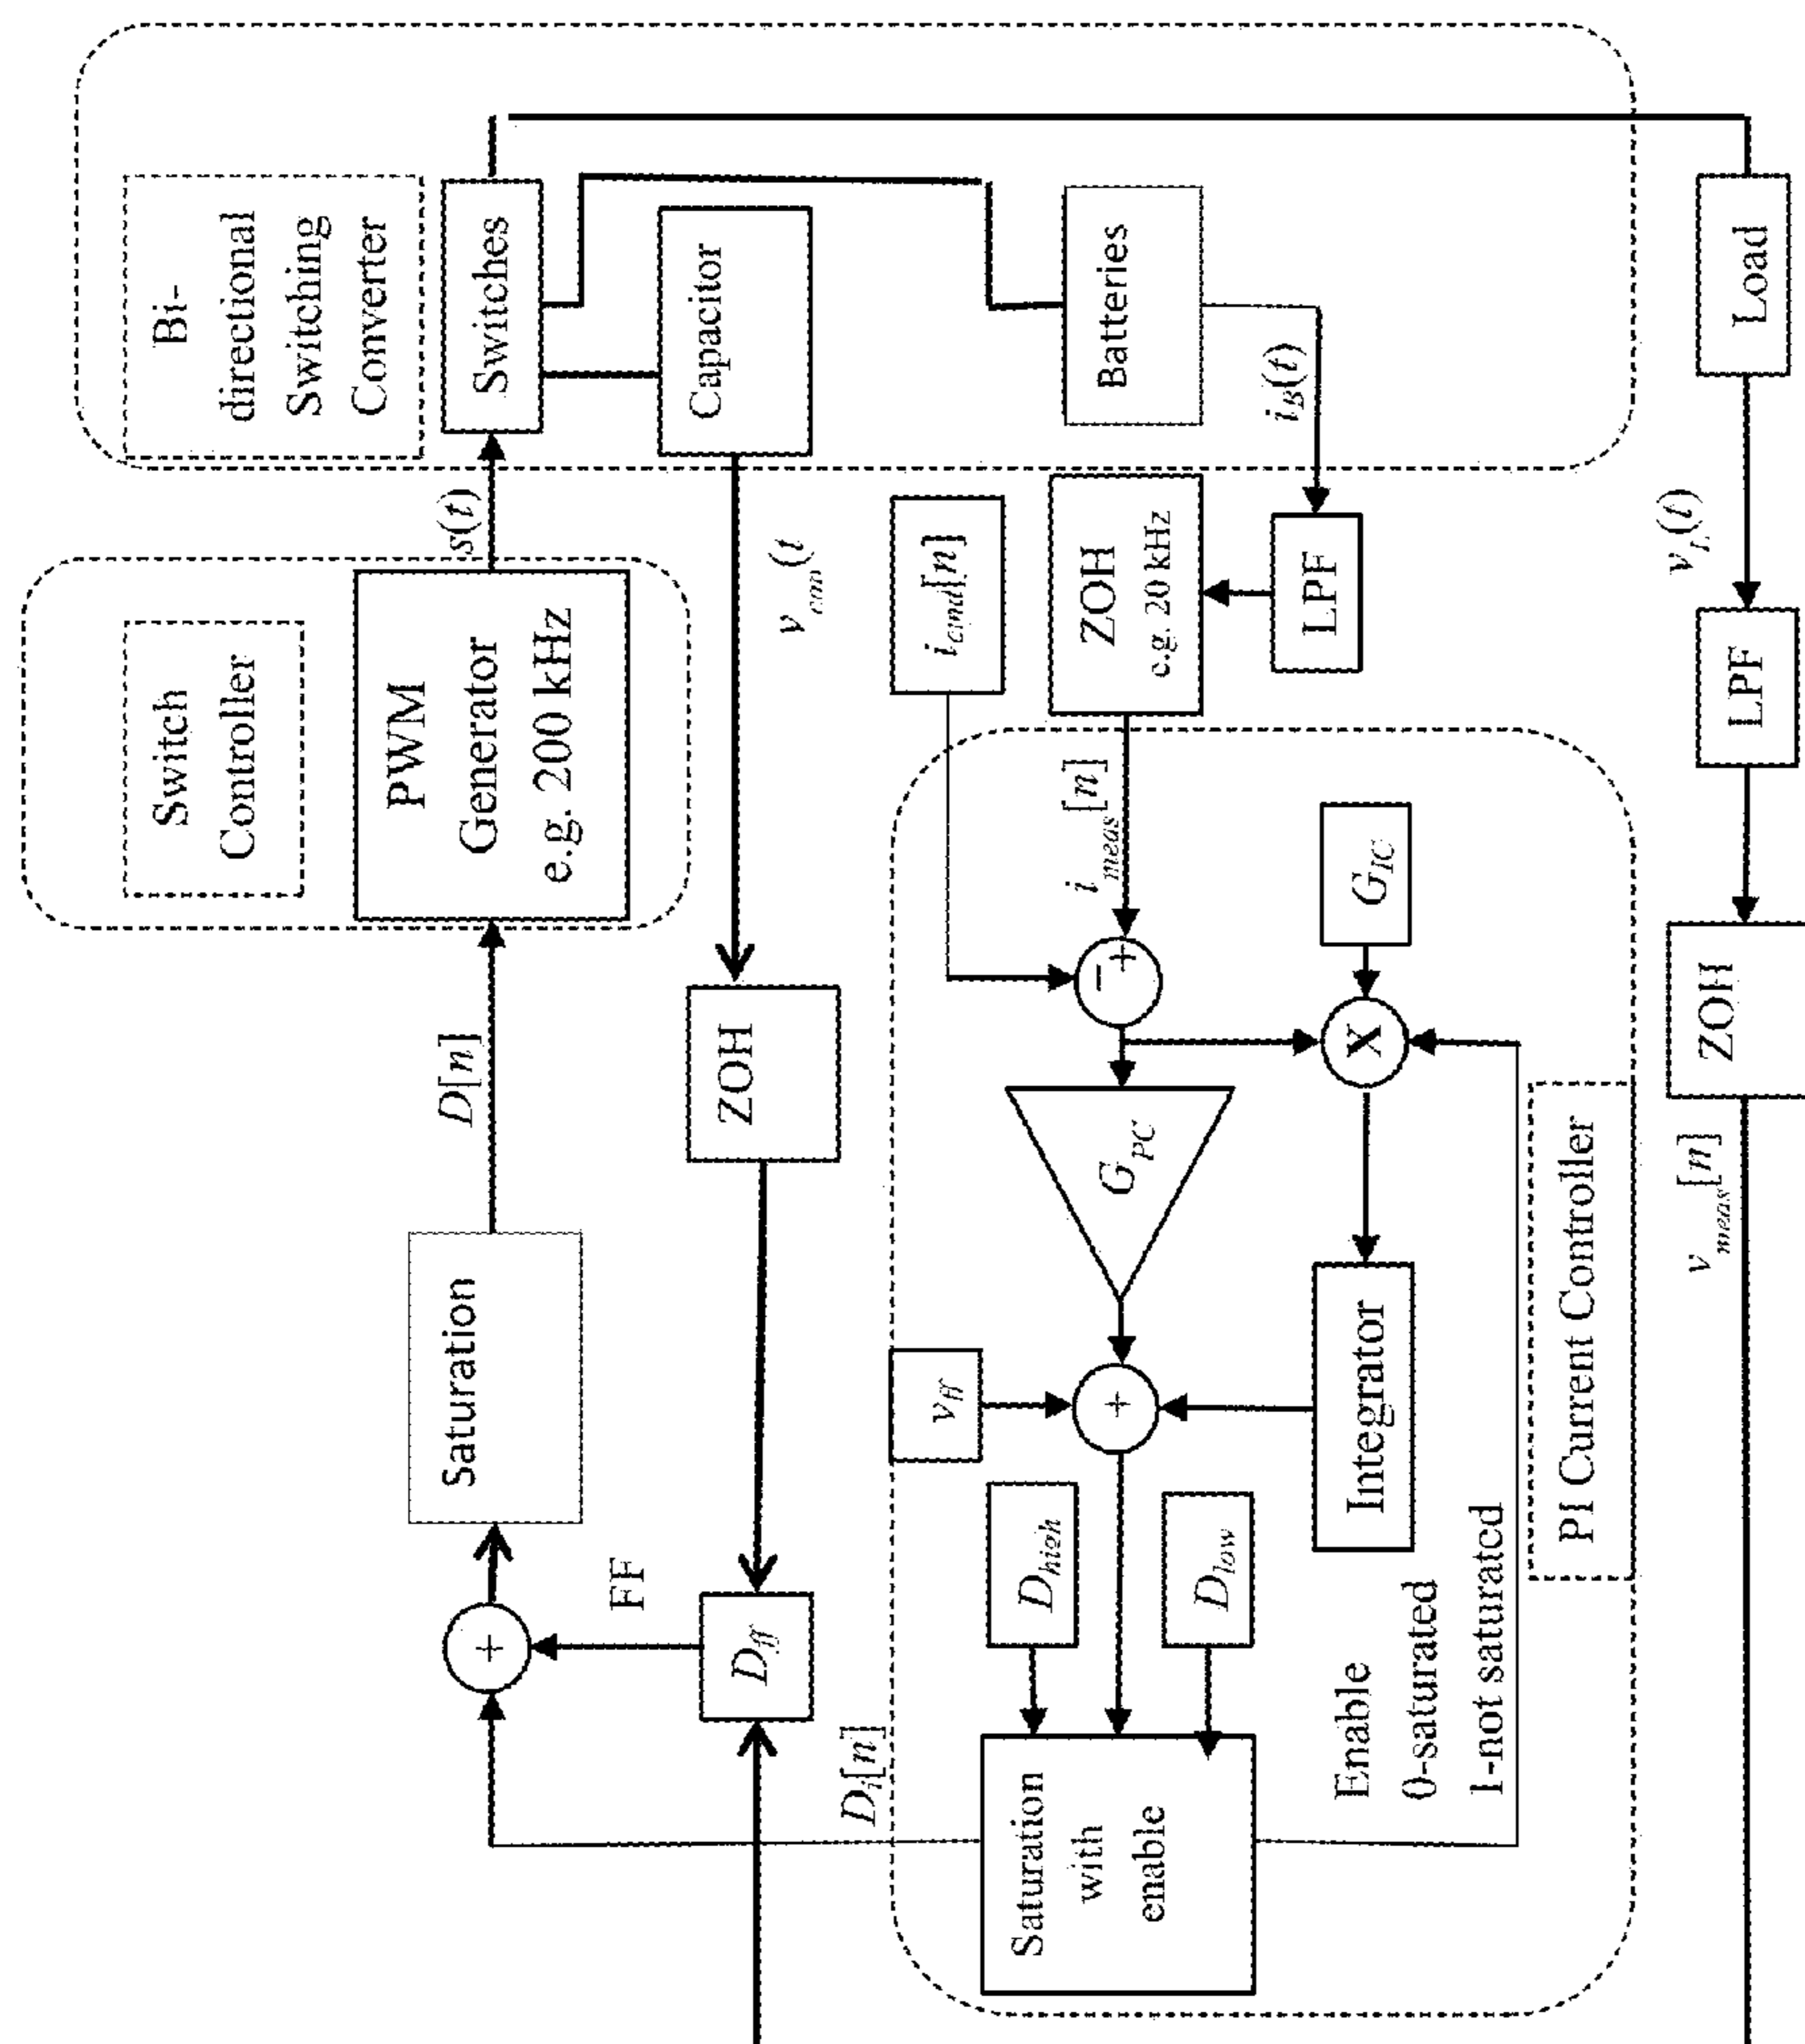 Switch
Controller
Bi-
directional
Switching
Converter
FF
+
Saturation
D[n]
PWM
Generator
e.g. 200 kHz
s(t)
Switches
D_ff
ZOH
v_con(t
Capacitor
D_i[n]
v_ff
i_cmd[n]
Saturation
with
enable
D_high
D_low
+
G_PC
−
+
i_meas[n]
ZOH
e.g. 20 kHz
Batteries
Enable
0-saturated
1-not saturated
Integrator
X
G_IC
LPF
i_B(t)
PI Current Controller
v_meas[n]
ZOH
LPF
v_L(t)
Load